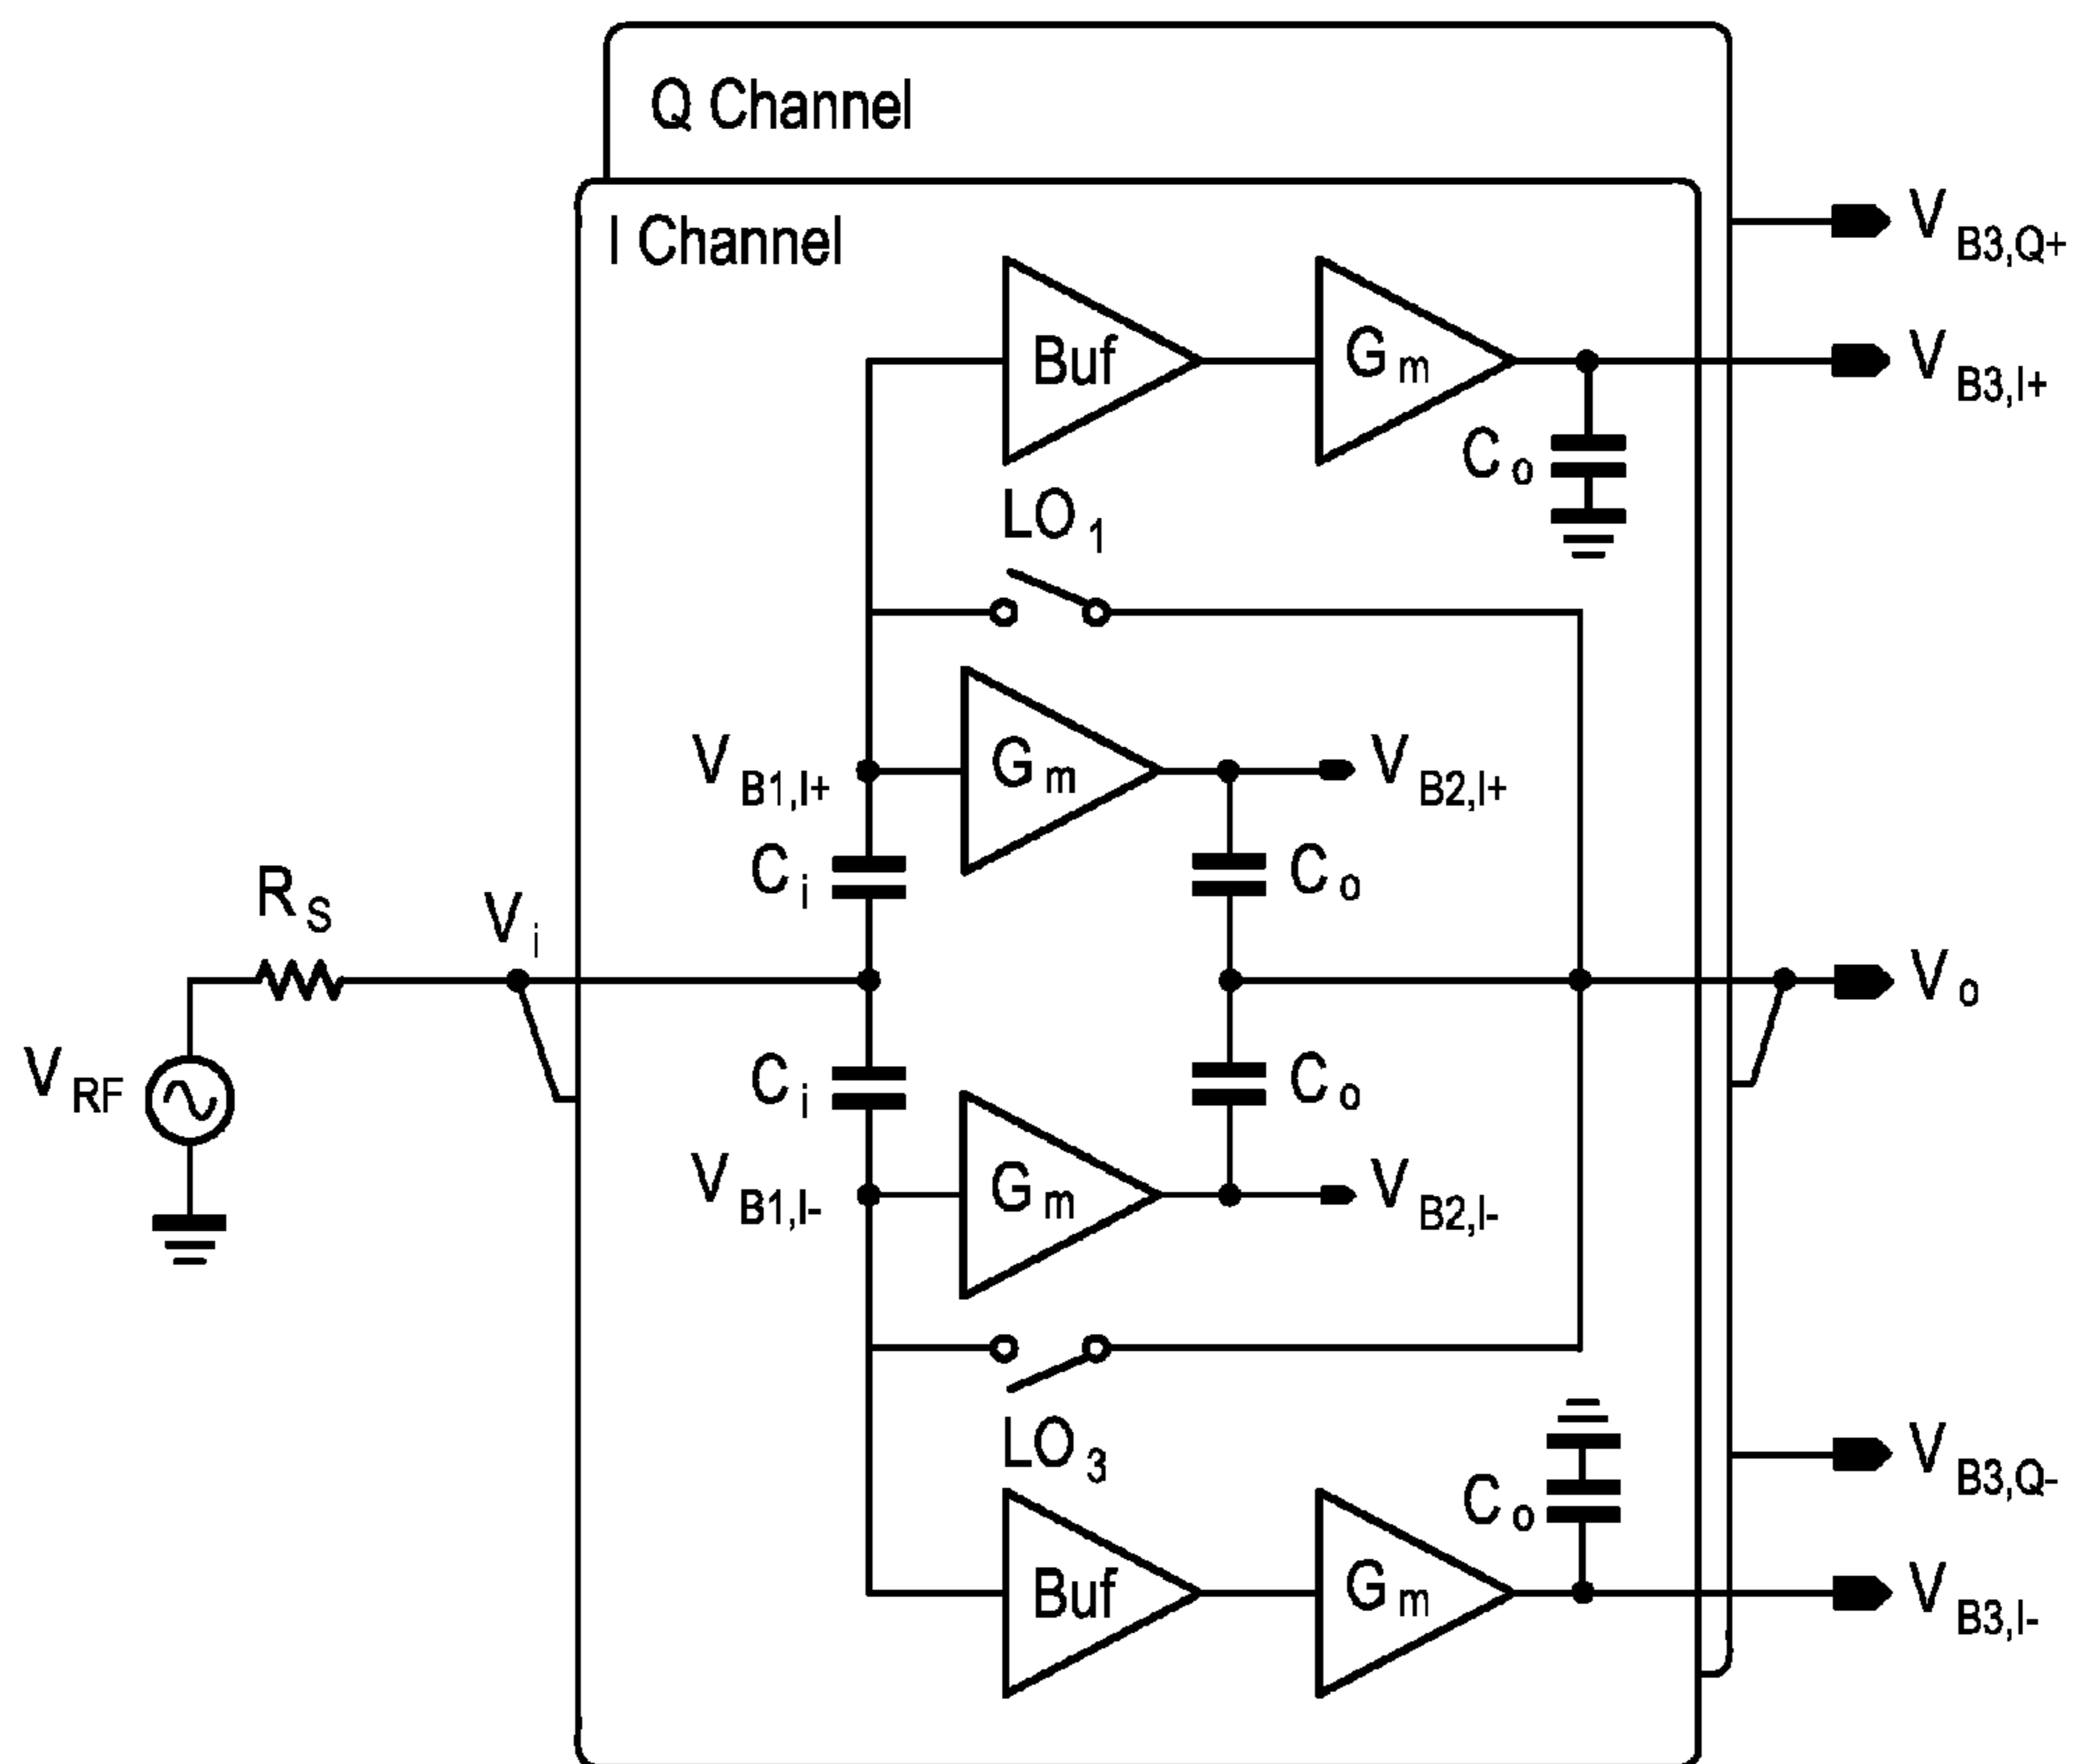 Q Channel
V B3,Q+
I Channel
Buf
G m
V B3,I+
C o
LO 1
V B1,I+
G m
V B2,I+
C i
C o
R S
V i
V o
V RF
C i
C o
V B1,I-
G m
V B2,I-
LO 3
V B3,Q-
C o
Buf
G m
V B3,I-